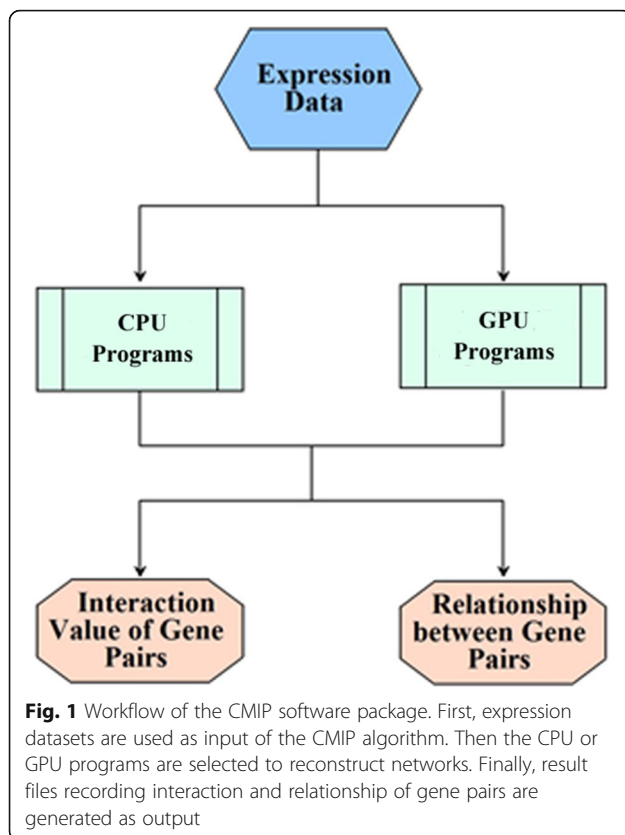 Expression
Data
CPU
Programs
GPU
Programs
Interaction
Value of Gene
Pairs
Relationship
between Gene
Pairs
Fig. 1 Workflow of the CMIP software package. First, expression
datasets are used as input of the CMIP algorithm. Then the CPU or
GPU programs are selected to reconstruct networks. Finally, result
files recording interaction and relationship of gene pairs are
generated as output